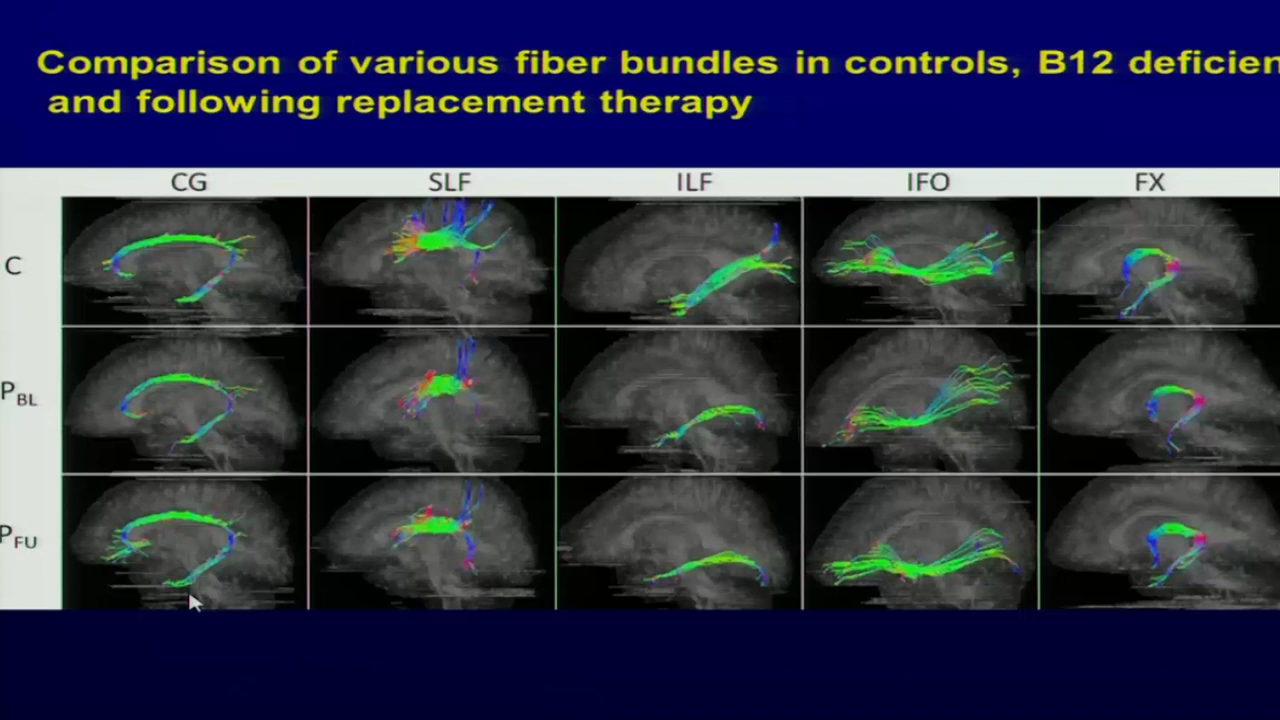 Comparison of various fiber bundles in controls, B12 deficien
and following replacement therapy
CG SLF ILF IFO FX
C
PBL
PFU